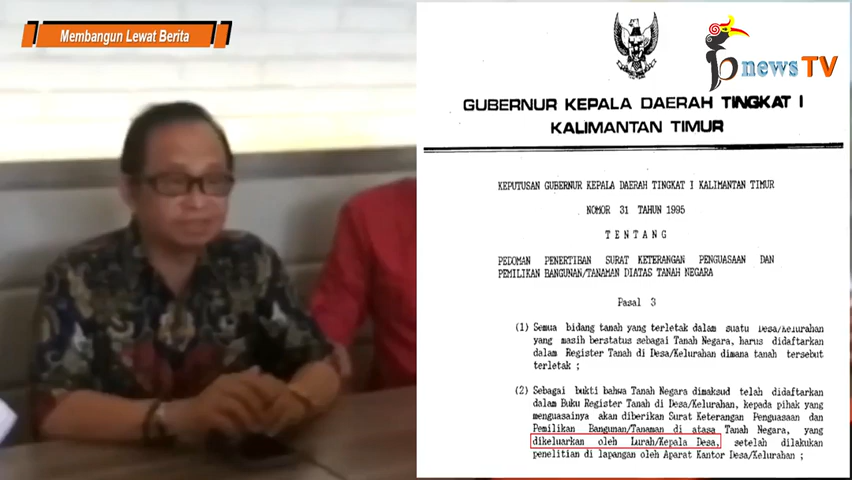 Membangun Lewat Berita
bnews TV
GUBERNUR KEPALA DAERAH TINGKAT I
KALIMANTAN TIMUR
KEPUTUSAN GUBERNUR KEPALA DAERAH TINGKAT I KALIMANTAN TIMUR
NOMOR 31 TAHUN 1995
T E N T A N G
PEDOMAN PENERTIBAN SURAT KETERANGAN PENGUASAAN DAN
PEMILIKAN BANGUNAN/TANAMAN DIATAS TANAH NEGARA
Pasal 3
(1) Semua bidang tanah yang terletak dalam suatu Desa/Kelurahan
yang masih berstatus sebagai Tanah Negara, harus didaftarkan
dalam Register Tanah di Desa/Kelurahan dimana tanah tersebut
terletak ;
(2) Sebagai bukti bahwa Tanah Negara dimaksud telah didaftarkan
dalam Buku Register Tanah di Desa/Kelurahan, kepada pihak yang
menguasainya akan diberikan Surat Keterangan Penguasaan dan
Pemilikan Bangunan/Tanaman di atasa Tanah Negara, yang
dikeluarkan oleh Lurah/Kepala Desa, setelah dilakukan
penelitian di lapangan oleh Aparat Kantor Desa/Kelurahan ;